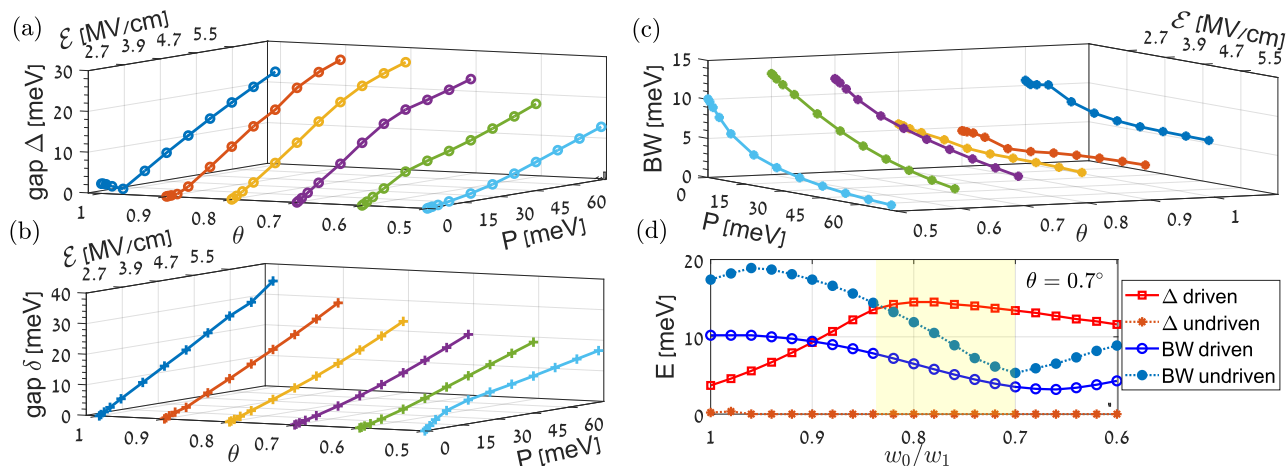 (a)
ℰ [MV/cm]
2.7 3.9 4.7 5.5
gap Δ [meV]
30
20
10
0
1 0.9 0.8 0.7 0.6 0.5
θ
0 15 30 45 60
P [meV]
(b)
ℰ [MV/cm]
2.7 3.9 4.7 5.5
gap δ [meV]
40
30
20
10
0
1 0.9 0.8 0.7 0.6 0.5
θ
0 15 30 45 60
P [meV]
(c)
ℰ [MV/cm]
2.7 3.9 4.7 5.5
BW [meV]
15
10
5
0
0 15 30 45 60
P [meV]
0.5 0.6 0.7 0.8 0.9 1
θ
(d)
E [meV]
20
10
0
θ = 0.7°
1 0.9 0.8 0.7 0.6
w₀/w₁
Δ driven
Δ undriven
BW driven
BW undriven